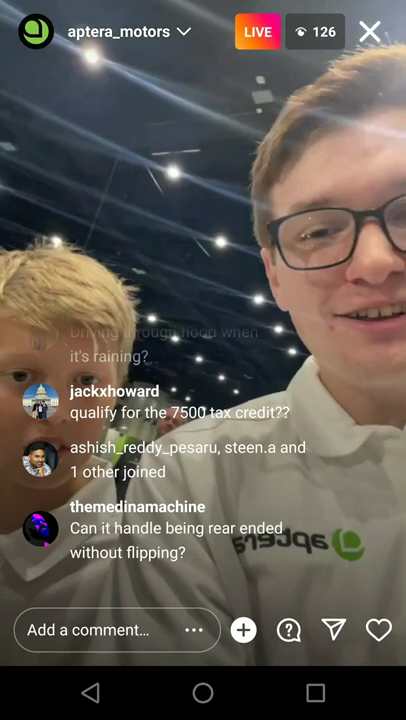 aptera_motors
LIVE
126
Driving through flood when
it's raining?
jackxhoward
qualify for the 7500 tax credit??
ashish_reddy_pesaru, steen.a and
1 other joined
themedinamachine
Can it handle being rear ended
without flipping?
aptera
Add a comment...